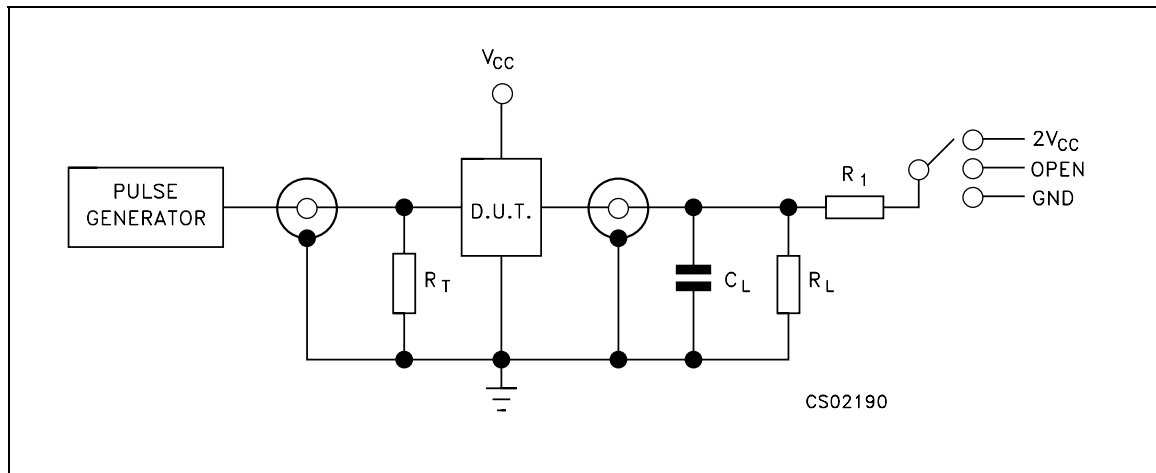 VCC
PULSE
GENERATOR
D.U.T.
RT
CL
RL
R1
2VCC
OPEN
GND
CS02190